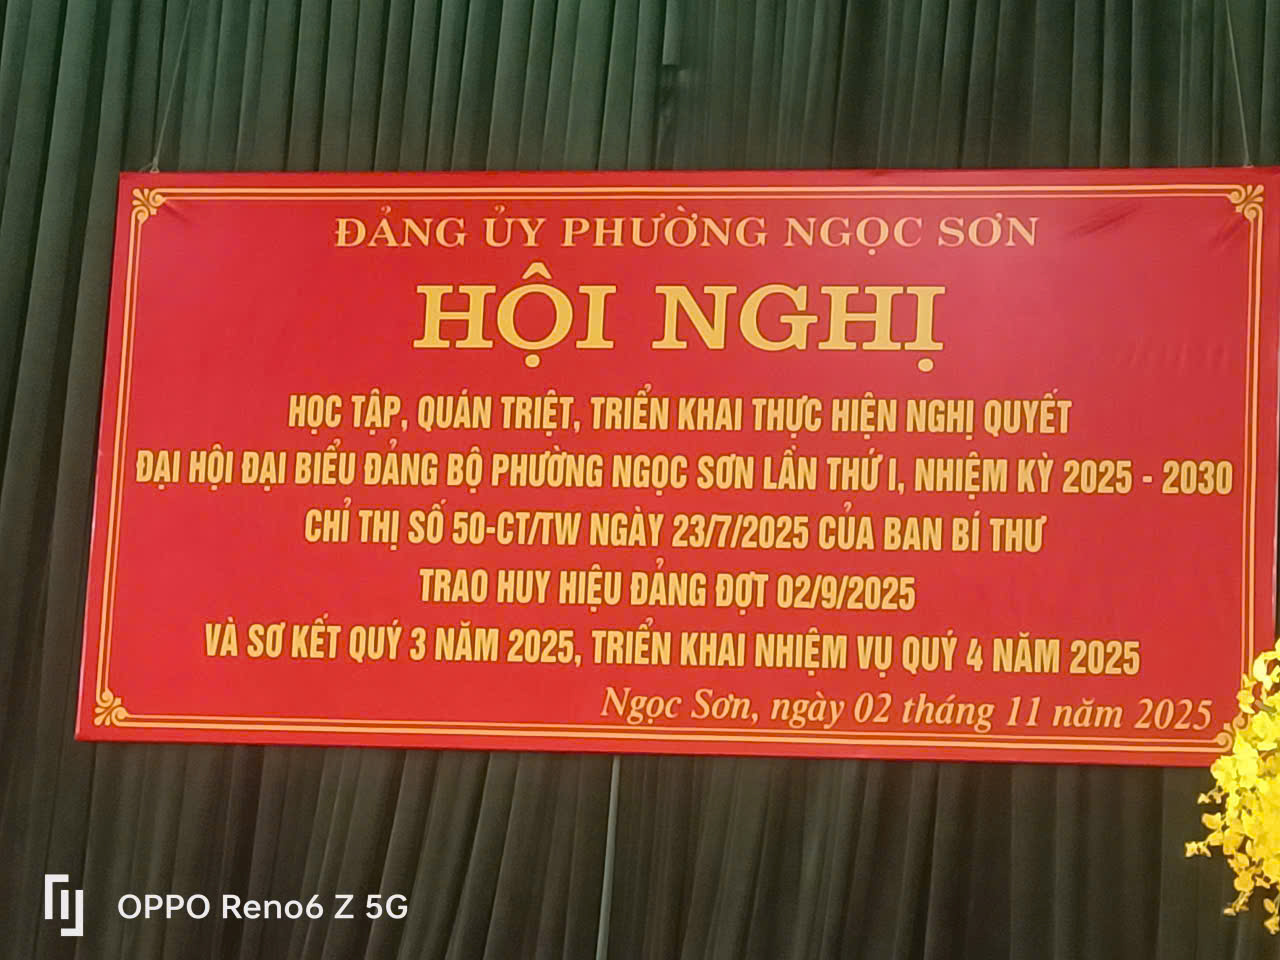 ĐẢNG ỦY PHƯỜNG NGỌC SƠN
HỘI NGHỊ
HỌC TẬP, QUÁN TRIỆT, TRIỂN KHAI THỰC HIỆN NGHỊ QUYẾT
ĐẠI HỘI ĐẠI BIỂU ĐẢNG BỘ PHƯỜNG NGỌC SƠN LẦN THỨ I, NHIỆM KỲ 2025 - 2030
CHỈ THỊ SỐ 50-CT/TW NGÀY 23/7/2025 CỦA BAN BÍ THƯ
TRAO HUY HIỆU ĐẢNG ĐỢT 02/9/2025
VÀ SƠ KẾT QUÝ 3 NĂM 2025, TRIỂN KHAI NHIỆM VỤ QUÝ 4 NĂM 2025
Ngọc Sơn, ngày 02 tháng 11 năm 2025
OPPO Reno6 Z 5G